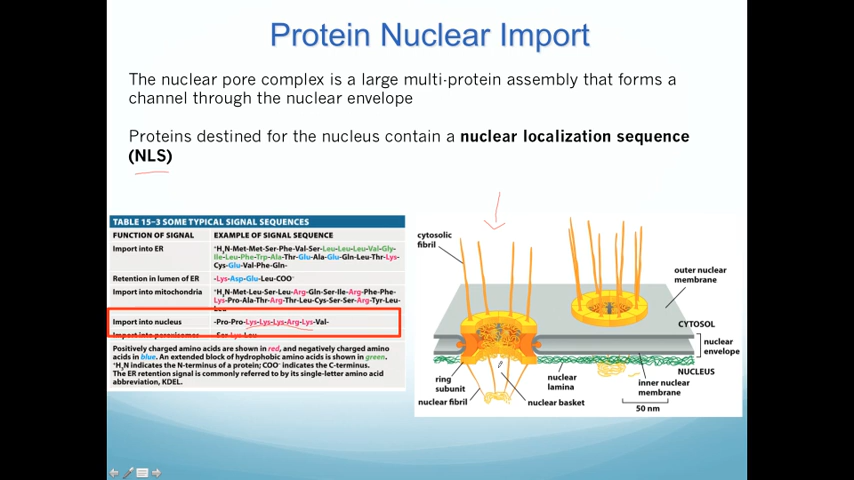 Protein Nuclear Import
The nuclear pore complex is a large multi-protein assembly that forms a
channel through the nuclear envelope
Proteins destined for the nucleus contain a nuclear localization sequence
(NLS)
TABLE 15–3 SOME TYPICAL SIGNAL SEQUENCES
FUNCTION OF SIGNAL EXAMPLE OF SIGNAL SEQUENCE
Import into ER ⁺H₃N-Met-Met-Ser-Phe-Val-Ser-Leu-Leu-Leu-Val-Gly-
Ile-Leu-Phe-Trp-Ala-Thr-Glu-Ala-Glu-Gln-Leu-Thr-Lys-
Cys-Glu-Val-Phe-Gln-
Retention in lumen of ER -Lys-Asp-Glu-Leu-COO⁻
Import into mitochondria ⁺H₃N-Met-Leu-Ser-Leu-Arg-Gln-Ser-Ile-Arg-Phe-Phe-
Lys-Pro-Ala-Thr-Arg-Thr-Leu-Cys-Ser-Ser-Arg-Tyr-Leu-
Leu
Import into nucleus -Pro-Pro-Lys-Lys-Lys-Arg-Lys-Val-
Import into peroxisomes -Ser-Lys-Leu-
Positively charged amino acids are shown in red, and negatively charged amino
acids in blue. An extended block of hydrophobic amino acids is shown in green.
⁺H₃N indicates the N-terminus of a protein; COO⁻ indicates the C-terminus.
The ER retention signal is commonly referred to by its single-letter amino acid
abbreviation, KDEL.
cytosolic
fibril
outer nuclear
membrane
CYTOSOL
nuclear
envelope
NUCLEUS
ring
subunit
nuclear
lamina
inner nuclear
membrane
nuclear fibril
nuclear basket
50 nm